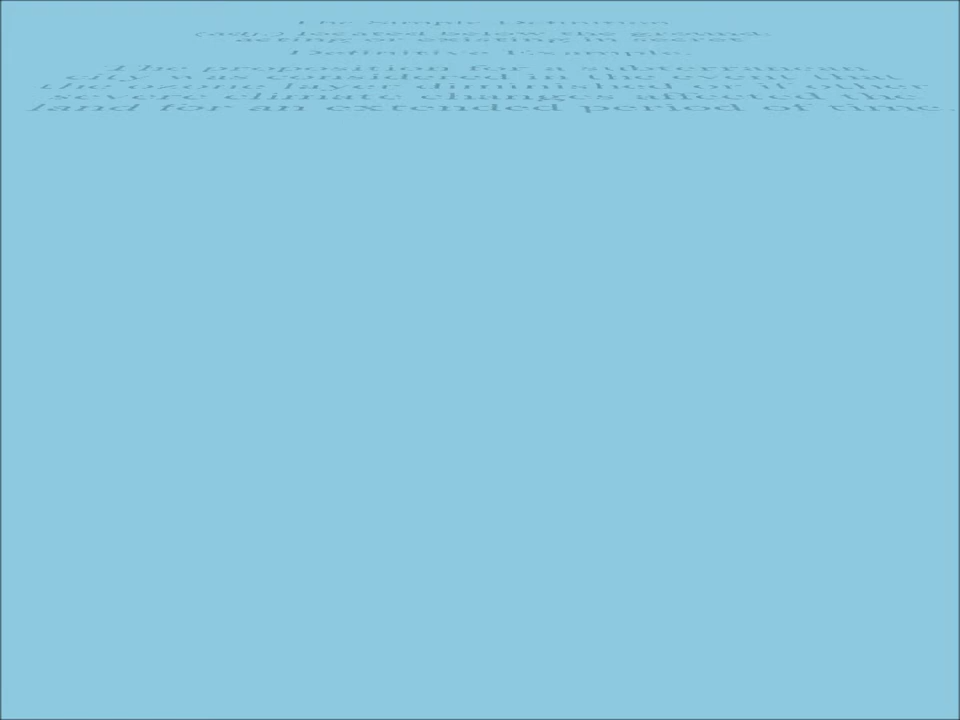 The Simple Definition
(adj.) located below the ground;
acting or existing in secret
Definitive Example:
The proposition for a subterranean
city was considered in the event that
the ozone layer diminished or if other
severe climate changes affected the
land for an extended period of time.